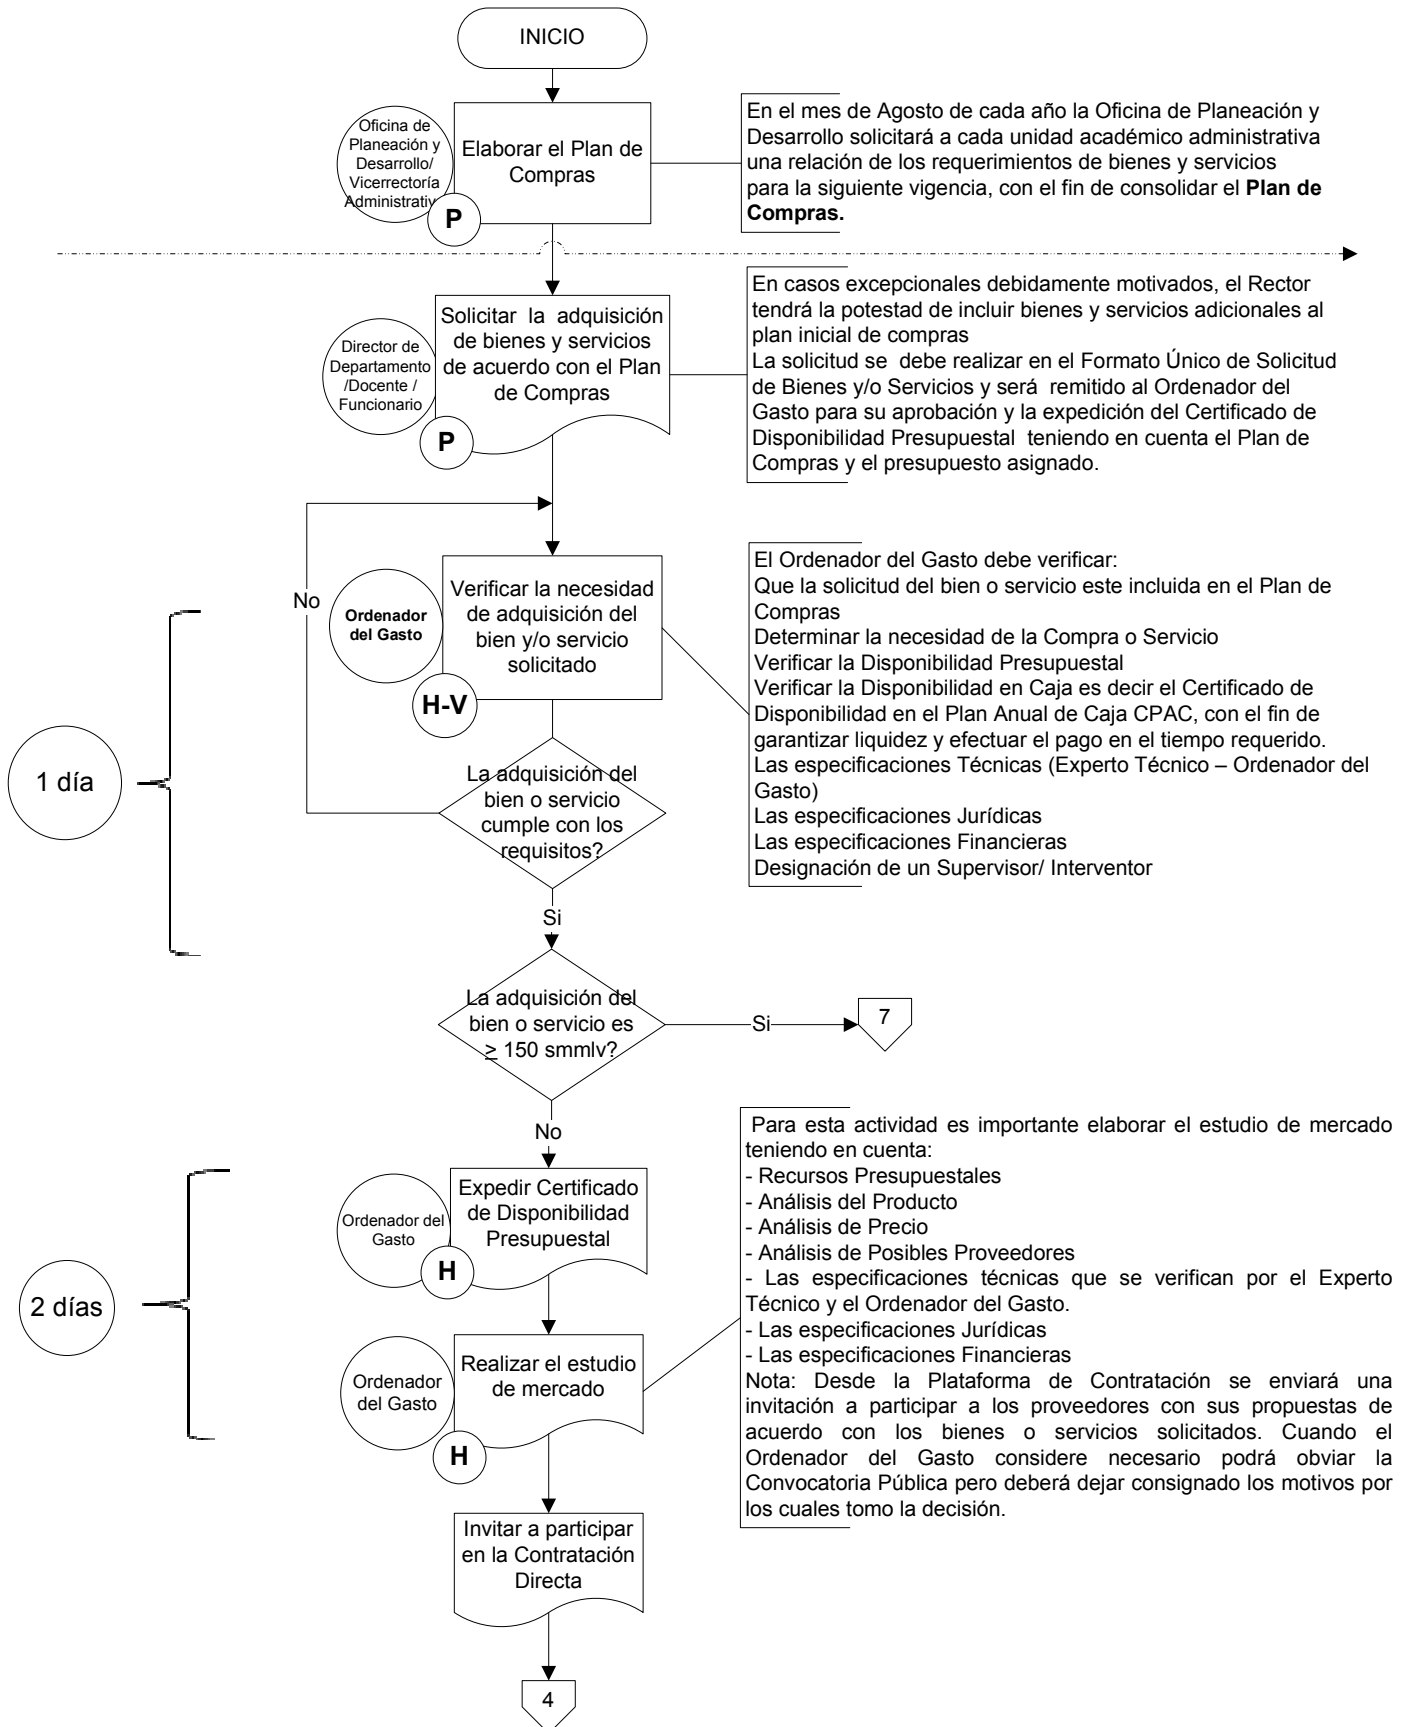 INICIO
Oficina de
Planeación y
Desarrollo/
Vicerrectoría
Administrativ
P
Elaborar el Plan de
Compras
En el mes de Agosto de cada año la Oficina de Planeación y
Desarrollo solicitará a cada unidad académico administrativa
una relación de los requerimientos de bienes y servicios
para la siguiente vigencia, con el fin de consolidar el Plan de
Compras.
Director de
Departamento
/Docente /
Funcionario
P
Solicitar la adquisición
de bienes y servicios
de acuerdo con el Plan
de Compras
En casos excepcionales debidamente motivados, el Rector
tendrá la potestad de incluir bienes y servicios adicionales al
plan inicial de compras
La solicitud se debe realizar en el Formato Único de Solicitud
de Bienes y/o Servicios y será remitido al Ordenador del
Gasto para su aprobación y la expedición del Certificado de
Disponibilidad Presupuestal teniendo en cuenta el Plan de
Compras y el presupuesto asignado.
No
Ordenador
del Gasto
H-V
Verificar la necesidad
de adquisición del
bien y/o servicio
solicitado
El Ordenador del Gasto debe verificar:
Que la solicitud del bien o servicio este incluida en el Plan de
Compras
Determinar la necesidad de la Compra o Servicio
Verificar la Disponibilidad Presupuestal
Verificar la Disponibilidad en Caja es decir el Certificado de
Disponibilidad en el Plan Anual de Caja CPAC, con el fin de
garantizar liquidez y efectuar el pago en el tiempo requerido.
Las especificaciones Técnicas (Experto Técnico – Ordenador del
Gasto)
Las especificaciones Jurídicas
Las especificaciones Financieras
Designación de un Supervisor/ Interventor
1 día
La adquisición del
bien o servicio
cumple con los
requisitos?
Si
La adquisición del
bien o servicio es
≥ 150 smmlv?
Si
7
No
2 días
Ordenador del
Gasto
H
Expedir Certificado
de Disponibilidad
Presupuestal
Ordenador
del Gasto
H
Realizar el estudio
de mercado
Para esta actividad es importante elaborar el estudio de mercado
teniendo en cuenta:
- Recursos Presupuestales
- Análisis del Producto
- Análisis de Precio
- Análisis de Posibles Proveedores
- Las especificaciones técnicas que se verifican por el Experto
Técnico y el Ordenador del Gasto.
- Las especificaciones Jurídicas
- Las especificaciones Financieras
Nota: Desde la Plataforma de Contratación se enviará una
invitación a participar a los proveedores con sus propuestas de
acuerdo con los bienes o servicios solicitados. Cuando el
Ordenador del Gasto considere necesario podrá obviar la
Convocatoria Pública pero deberá dejar consignado los motivos por
los cuales tomo la decisión.
Invitar a participar
en la Contratación
Directa
4